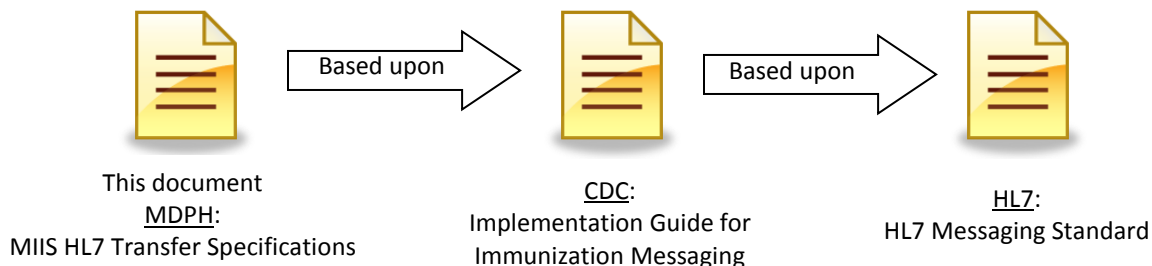 Based upon
Based upon
This document
MDPH:
MIIS HL7 Transfer Specifications
CDC:
Implementation Guide for
Immunization Messaging
HL7:
HL7 Messaging Standard